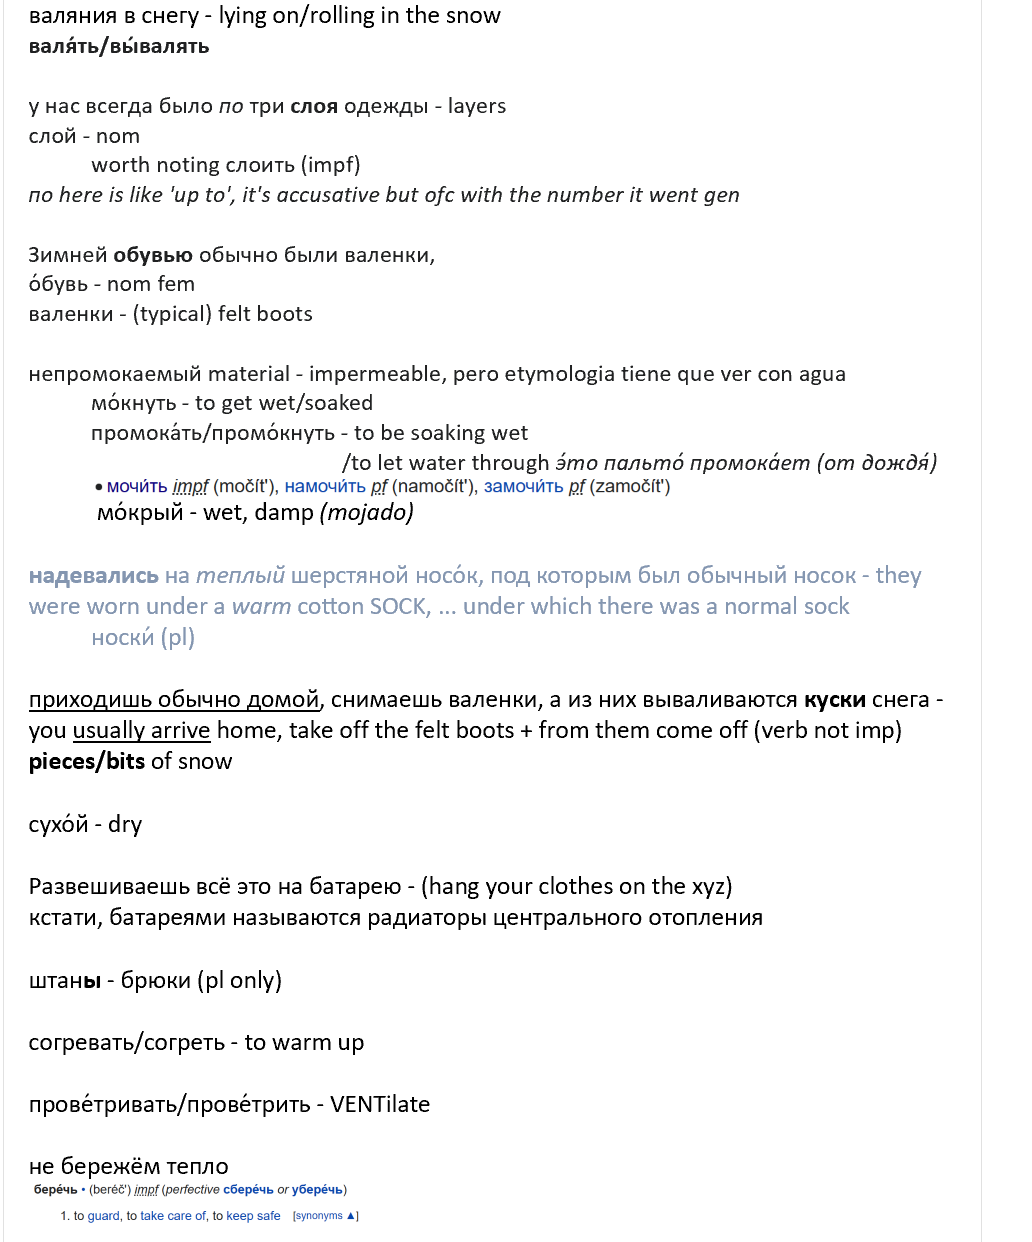 валяния в снегу - lying on/rolling in the snow
валя́ть/вы́валять
у нас всегда было по три слоя одежды - layers
слой - nom
worth noting слоить (impf)
по here is like 'up to', it's accusative but ofc with the number it went gen
Зимней обувью обычно были валенки,
о́бувь - nom fem
валенки - (typical) felt boots
непромокаемый material - impermeable, pero etymologia tiene que ver con agua
мо́кнуть - to get wet/soaked
промока́ть/промо́кнуть - to be soaking wet
/to let water through э́то пальто́ промока́ет (от дождя́)
• мочи́ть impf (močítʹ), намочи́ть pf (namočítʹ), замочи́ть pf (zamočítʹ)
мо́крый - wet, damp (mojado)
надевались на теплый шерстяной носо́к, под которым был обычный носок - they
were worn under a warm cotton SOCK, ... under which there was a normal sock
носки́ (pl)
приходишь обычно домой, снимаешь валенки, а из них вываливаются куски снега -
you usually arrive home, take off the felt boots + from them come off (verb not imp)
pieces/bits of snow
сухо́й - dry
Развешиваешь всё это на батарею - (hang your clothes on the xyz)
кстати, батареями называются радиаторы центрального отопления
штаны - брюки (pl only)
согревать/согреть - to warm up
прове́тривать/прове́трить - VENTilate
не бережём тепло
бере́чь • (beréčʹ) impf (perfective сбере́чь or убере́чь)
1. to guard, to take care of, to keep safe [synonyms ▲]